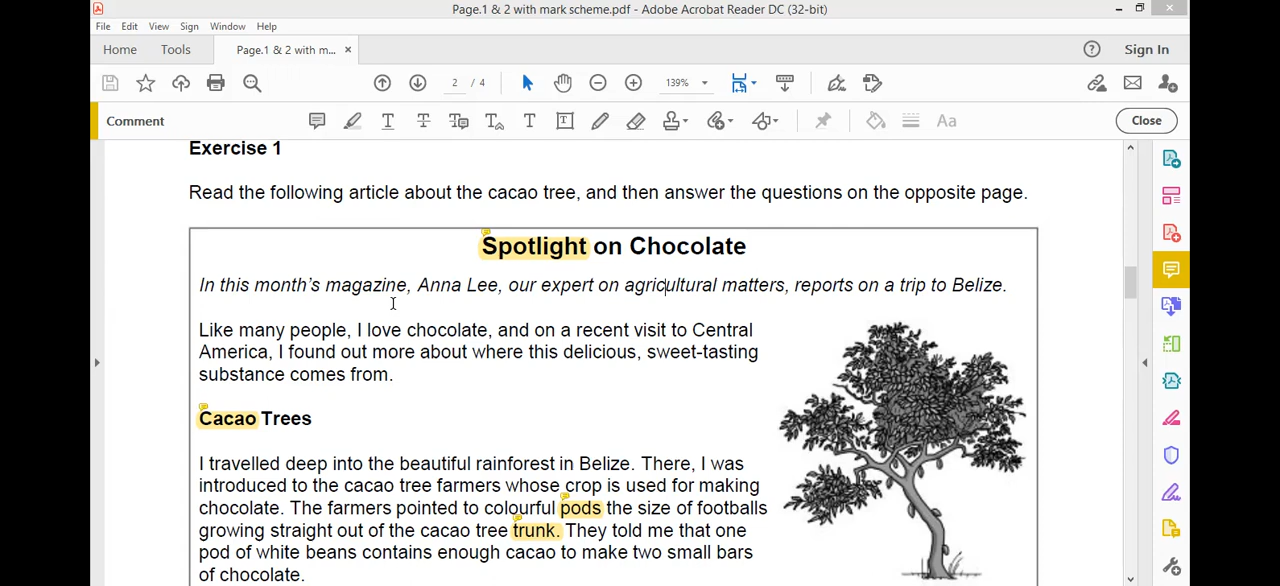 Page.1 & 2 with mark scheme.pdf - Adobe Acrobat Reader DC (32-bit)
File Edit View Sign Window Help
Home Tools Page.1 & 2 with m... × Sign In
2 / 4 139%
Comment Aa Close
Exercise 1
Read the following article about the cacao tree, and then answer the questions on the opposite page.
Spotlight on Chocolate
In this month's magazine, Anna Lee, our expert on agricultural matters, reports on a trip to Belize.
Like many people, I love chocolate, and on a recent visit to Central
America, I found out more about where this delicious, sweet-tasting
substance comes from.
Cacao Trees
I travelled deep into the beautiful rainforest in Belize. There, I was
introduced to the cacao tree farmers whose crop is used for making
chocolate. The farmers pointed to colourful pods the size of footballs
growing straight out of the cacao tree trunk. They told me that one
pod of white beans contains enough cacao to make two small bars
of chocolate.